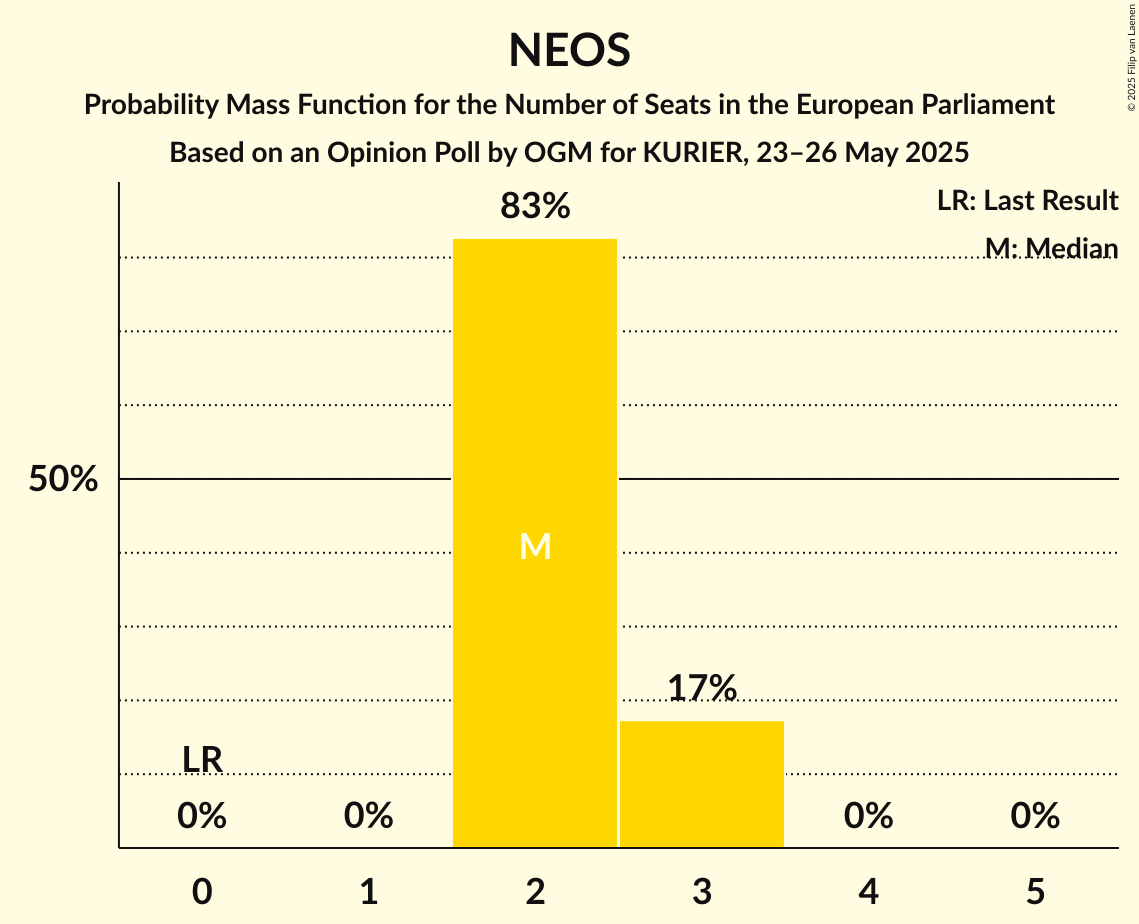 NEOS
Probability Mass Function for the Number of Seats in the European Parliament
Based on an Opinion Poll by OGM for KURIER, 23–26 May 2025
© 2025 Filip van Laenen
LR: Last Result
M: Median
83%
50%
M
17%
LR
0% 0% 0% 0%
0 1 2 3 4 5